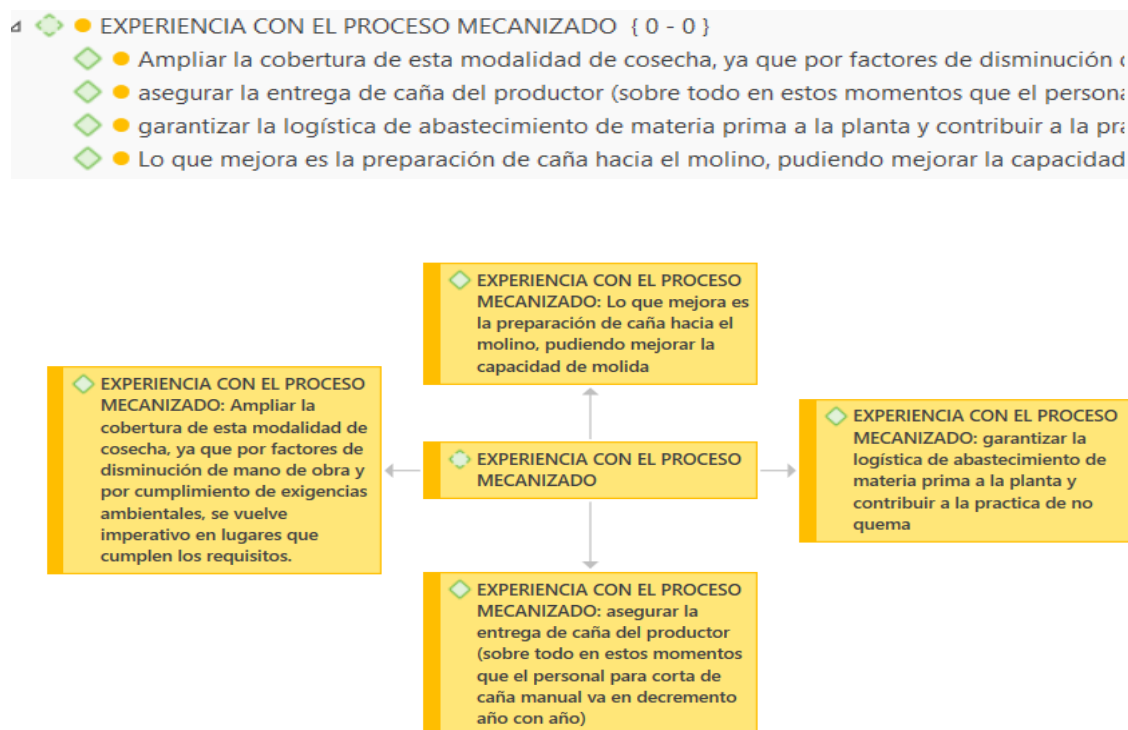 EXPERIENCIA CON EL PROCESO MECANIZADO { 0 - 0 }
Ampliar la cobertura de esta modalidad de cosecha, ya que por factores de disminución
asegurar la entrega de caña del productor (sobre todo en estos momentos que el
garantizar la logística de abastecimiento de materia prima a la planta y contribuir a la
Lo que mejora es la preparación de caña hacia el molino, pudiendo mejorar la capacidad
EXPERIENCIA CON EL PROCESO
MECANIZADO: Lo que mejora es
la preparación de caña hacia el
molino, pudiendo mejorar la
capacidad de molida
EXPERIENCIA CON EL PROCESO
MECANIZADO: Ampliar la
cobertura de esta modalidad de
cosecha, ya que por factores de
disminución de mano de obra y
por cumplimiento de exigencias
ambientales, se vuelve
imperativo en lugares que
cumplen los requisitos.
EXPERIENCIA CON EL PROCESO
MECANIZADO
EXPERIENCIA CON EL PROCESO
MECANIZADO: garantizar la
logística de abastecimiento de
materia prima a la planta y
contribuir a la practica de no
quema
EXPERIENCIA CON EL PROCESO
MECANIZADO: asegurar la
entrega de caña del productor
(sobre todo en estos momentos
que el personal para corta de
caña manual va en decremento
año con año)